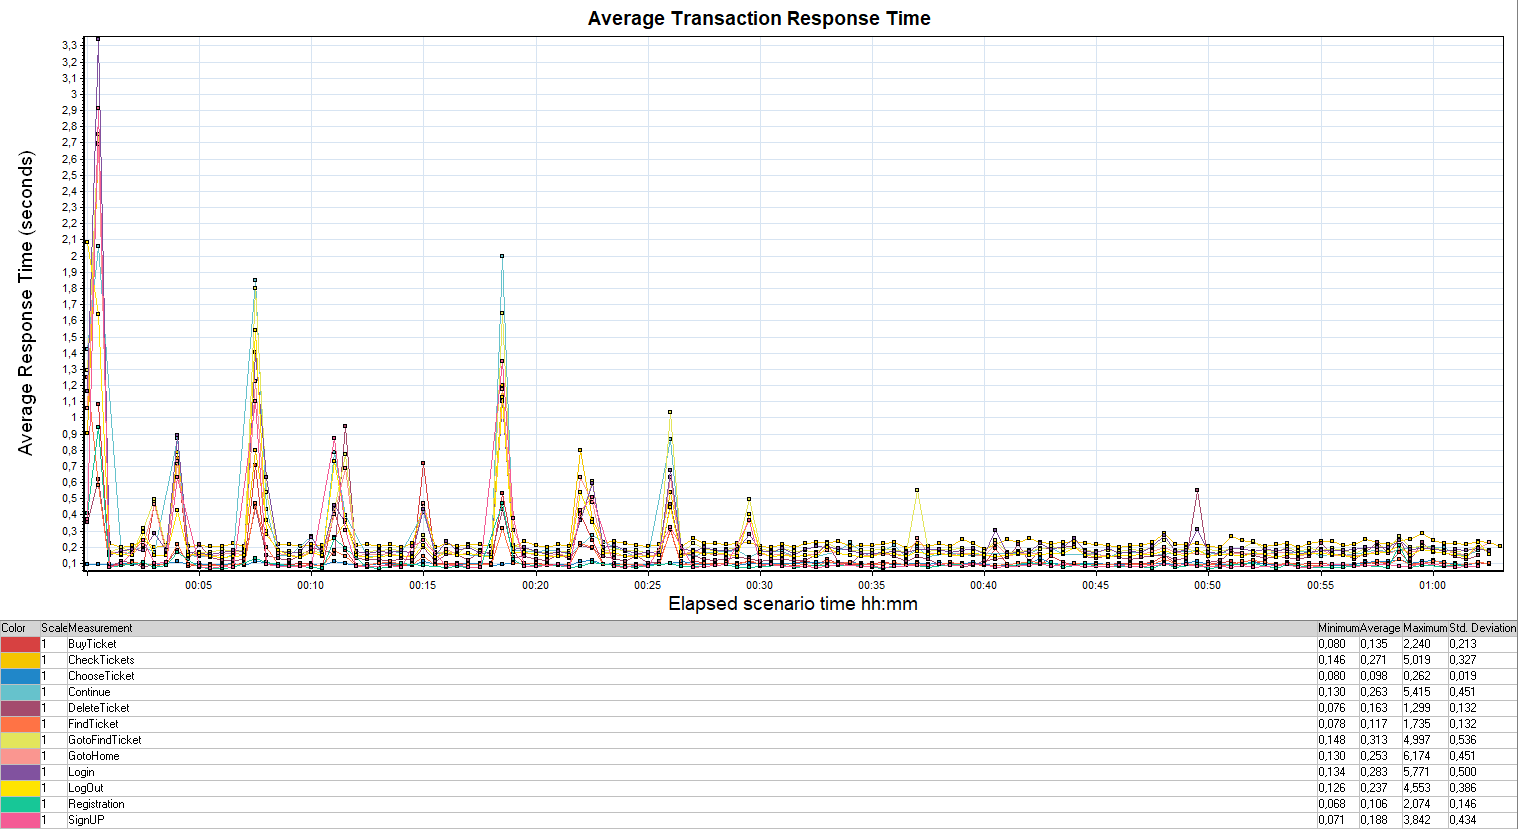 Average Transaction Response Time
Average Response Time (seconds)
3,3
3,2
3,1
3
2,9
2,8
2,7
2,6
2,5
2,4
2,3
2,2
2,1
2
1,9
1,8
1,7
1,6
1,5
1,4
1,3
1,2
1,1
1
0,9
0,8
0,7
0,6
0,5
0,4
0,3
0,2
0,1
00:05 00:10 00:15 00:20 00:25 00:30 00:35 00:40 00:45 00:50 00:55 01:00
Elapsed scenario time hh:mm
Color Scale Measurement Minimum Average Maximum Std. Deviation
1 BuyTicket 0,080 0,135 2,240 0,213
1 CheckTickets 0,146 0,271 5,019 0,327
1 ChooseTicket 0,080 0,098 0,262 0,019
1 Continue 0,130 0,263 5,415 0,451
1 DeleteTicket 0,076 0,163 1,299 0,132
1 FindTicket 0,078 0,117 1,735 0,132
1 GotoFindTicket 0,148 0,313 4,997 0,536
1 GotoHome 0,130 0,253 6,174 0,451
1 Login 0,134 0,283 5,771 0,500
1 LogOut 0,126 0,237 4,553 0,386
1 Registration 0,068 0,106 2,074 0,146
1 SignUP 0,071 0,188 3,842 0,434